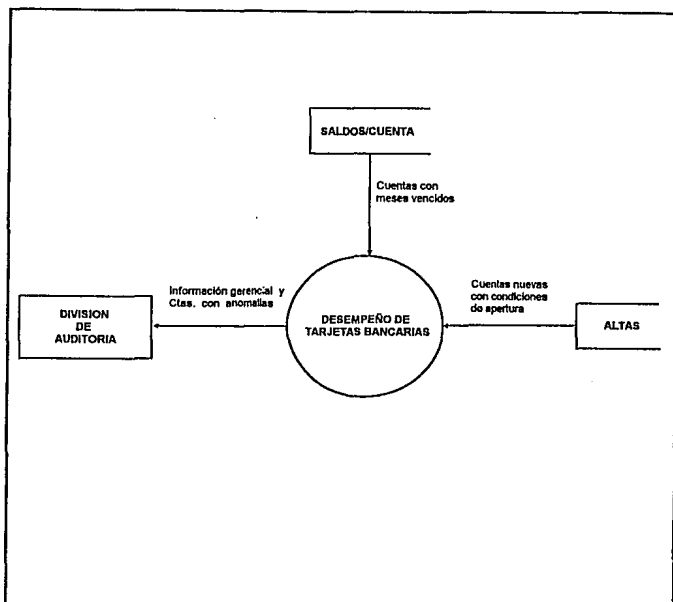 SALDOS/CUENTA
Cuentas con
meses vencidos
Información gerencial y
Ctas. con anomalías
Cuentas nuevas
con condiciones
de apertura
DIVISION
DE
AUDITORIA
DESEMPEÑO DE
TARJETAS BANCARIAS
ALTAS